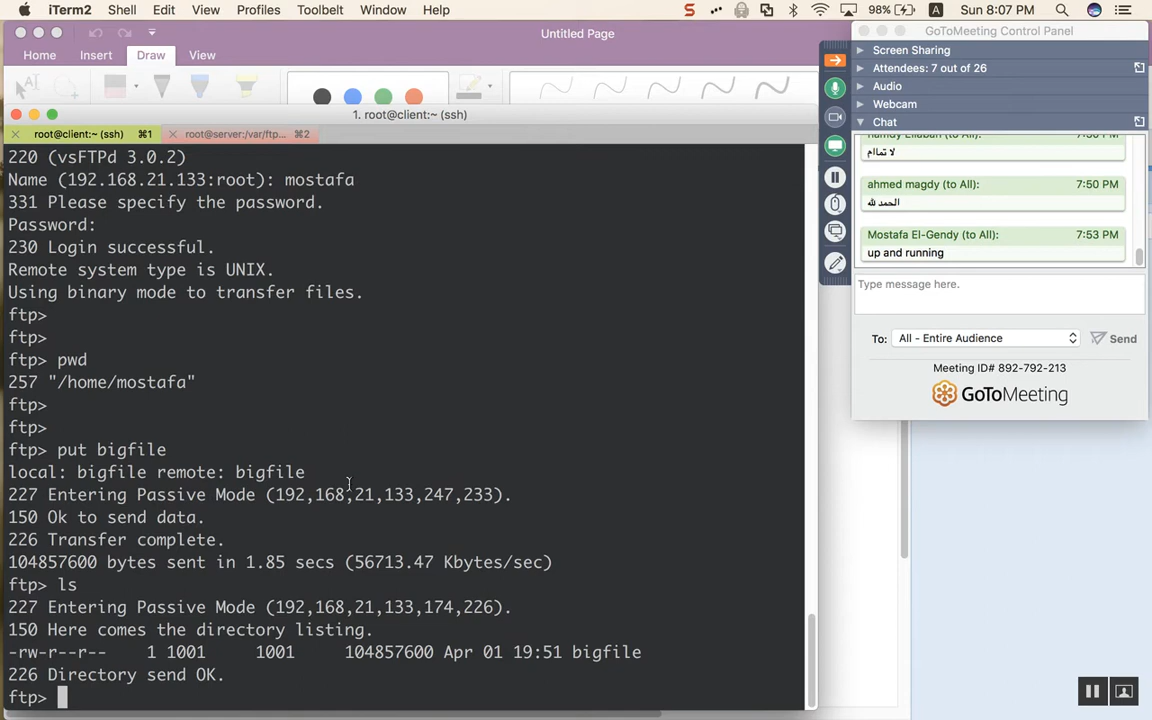 iTerm2 Shell Edit View Profiles Toolbelt Window Help
S 98% A Sun 8:07 PM
Untitled Page
Home Insert Draw View
1. root@client:~ (ssh)
root@client:~ (ssh) ⌘1 × root@server:/var/ftp... ⌘2
220 (vsFTPd 3.0.2)
Name (192.168.21.133:root): mostafa
331 Please specify the password.
Password:
230 Login successful.
Remote system type is UNIX.
Using binary mode to transfer files.
ftp>
ftp>
ftp> pwd
257 "/home/mostafa"
ftp>
ftp>
ftp> put bigfile
local: bigfile remote: bigfile
227 Entering Passive Mode (192,168,21,133,247,233).
150 Ok to send data.
226 Transfer complete.
104857600 bytes sent in 1.85 secs (56713.47 Kbytes/sec)
ftp> ls
227 Entering Passive Mode (192,168,21,133,174,226).
150 Here comes the directory listing.
-rw-r--r-- 1 1001 1001 104857600 Apr 01 19:51 bigfile
226 Directory send OK.
ftp>
GoToMeeting Control Panel
Screen Sharing
Attendees: 7 out of 26
Audio
Webcam
Chat
لا تماام
ahmed magdy (to All): 7:50 PM
الحمد لله
Mostafa El-Gendy (to All): 7:53 PM
up and running
Type message here.
To: All - Entire Audience Send
Meeting ID# 892-792-213
GoToMeeting